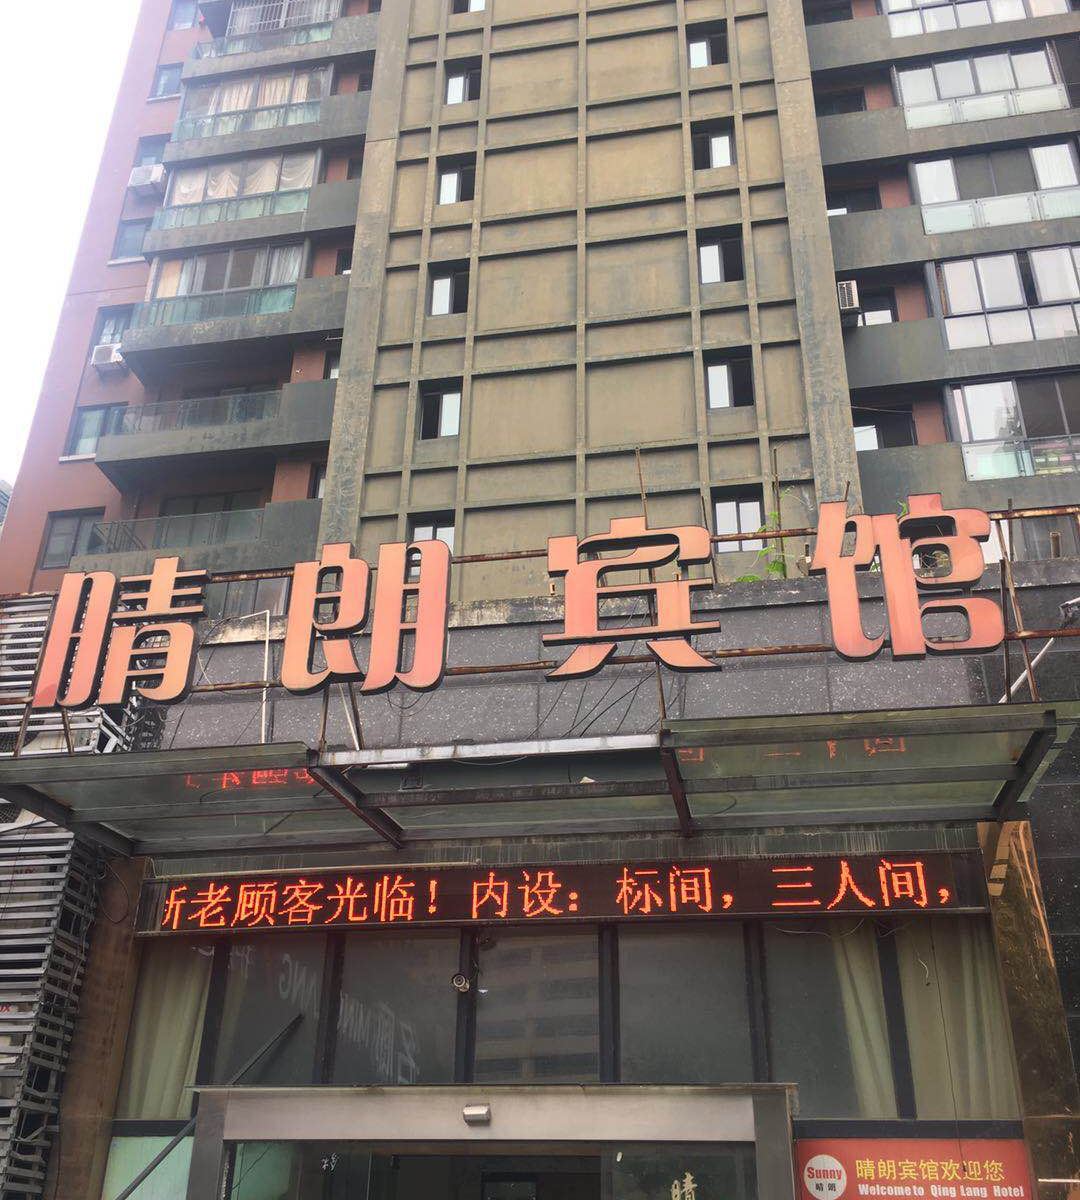 晴朗宾馆
新老顾客光临！内设：标间，三人间，
Sunny
晴朗
晴朗宾馆欢迎您
Welcome to Qing Lang Hotel
晴